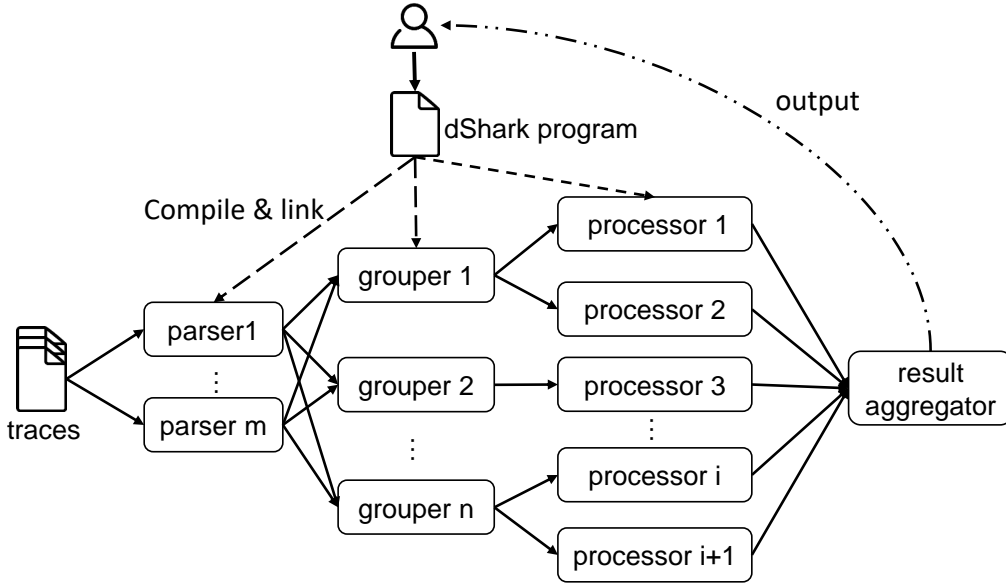 output
dShark program
Compile & link
processor 1
grouper 1
processor 2
parser1
⋮
grouper 2
processor 3
result
aggregator
traces
parser m
⋮
⋮
processor i
grouper n
processor i+1